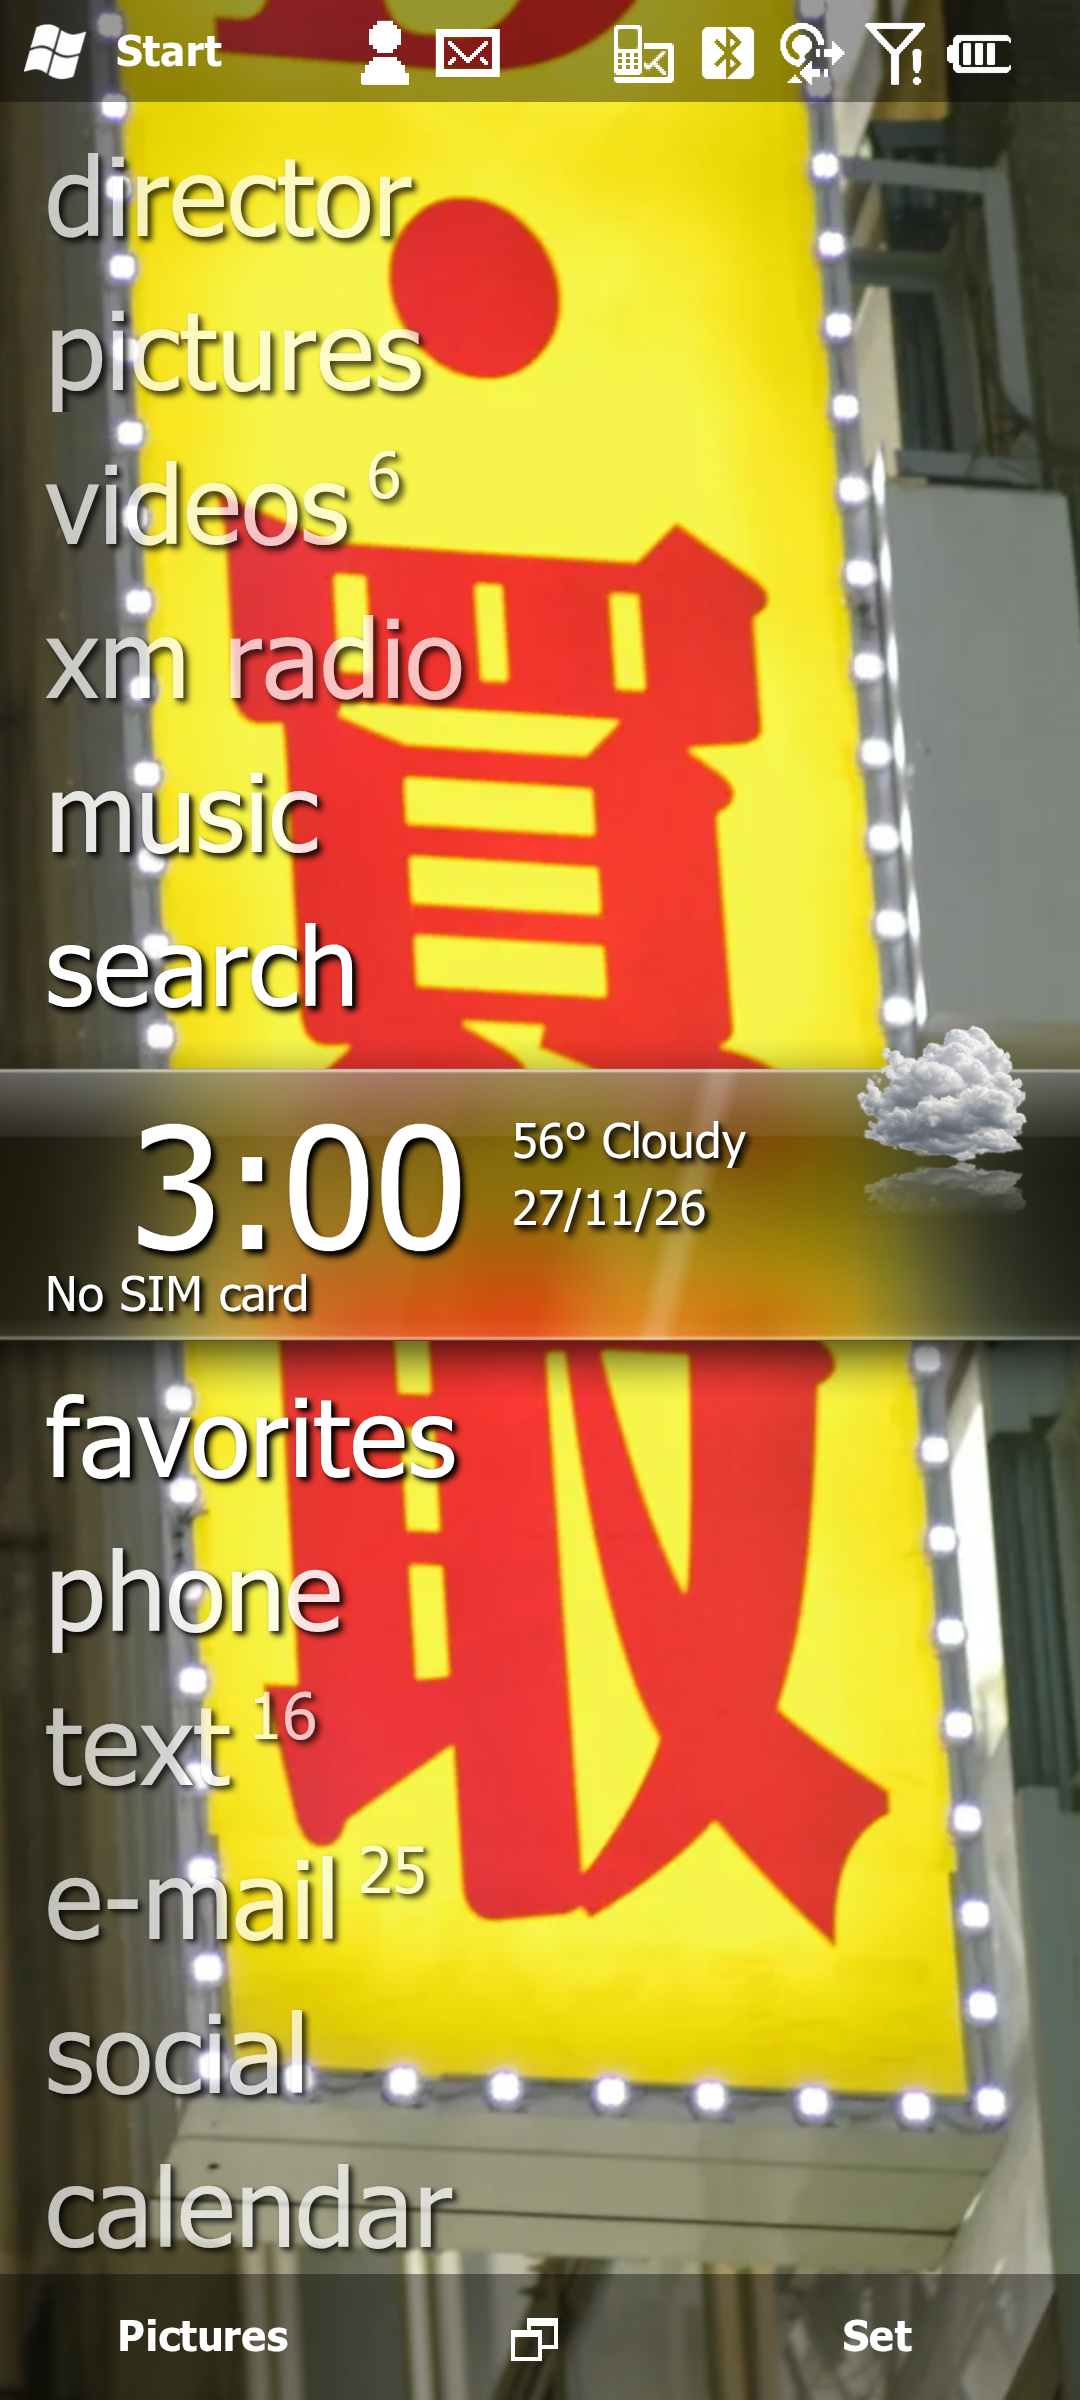 Start
director
pictures
videos 6
xm radio
music
search
3:00
56° Cloudy
27/11/26
No SIM card
favorites
phone
text 16
e-mail 25
social
calendar
Pictures
Set
買
取